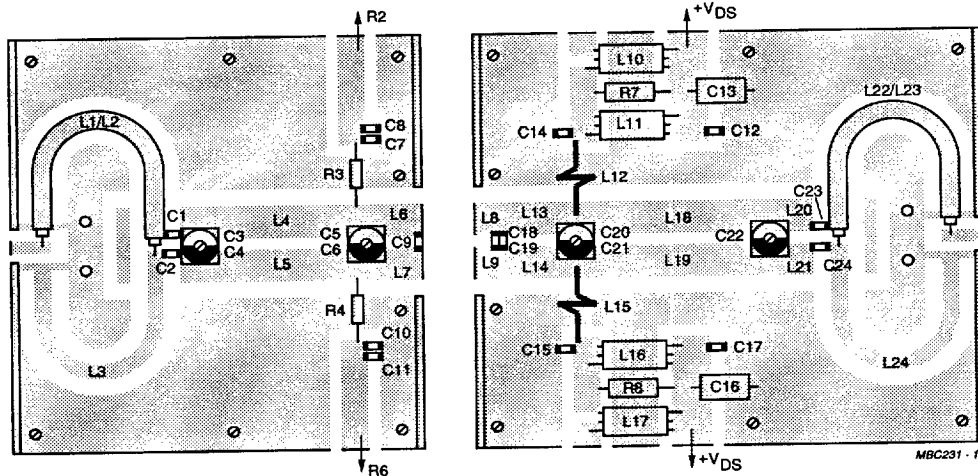 R2
+VDS
L10
L1/L2
R7
C13
L22/L23
C8
C7
L11
C14
C12
R3
L12
C23
C1
L4
L6
L8
L13
L18
L20
C3
C4
C5
C6
C9
C18
C19
C20
C21
C22
C2
L5
L7
L9
L14
L19
L21
C24
R4
L15
C10
C11
C15
L16
C17
L3
R8
C16
L24
L17
R6
+VDS
MBC231 -